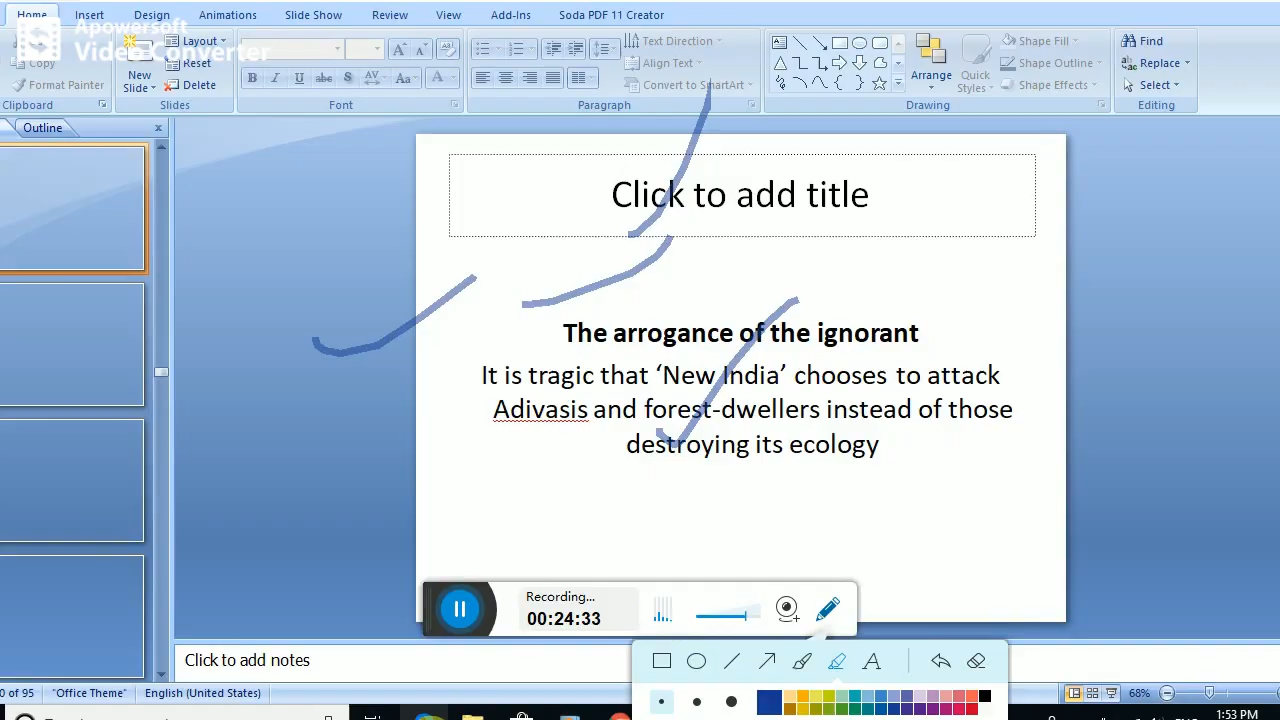 Home Insert Design Animations Slide Show Review View Add-Ins Soda PDF 11 Creator
Apowersoft
Video Converter
Copy
Format Painter
Clipboard
New
Slide
Layout
Reset
Delete
Slides
B I U abc S AV Aa A
Font
Text Direction
Align Text
Convert to SmartArt
Paragraph
Arrange
Quick
Styles
Shape Fill
Shape Outline
Shape Effects
Drawing
Find
Replace
Select
Editing
Outline
Click to add title
The arrogance of the ignorant
It is tragic that ‘New India’ chooses to attack
Adivasis and forest-dwellers instead of those
destroying its ecology
Recording...
00:24:33
Click to add notes
0 of 95 "Office Theme" English (United States) 68%
1:53 PM